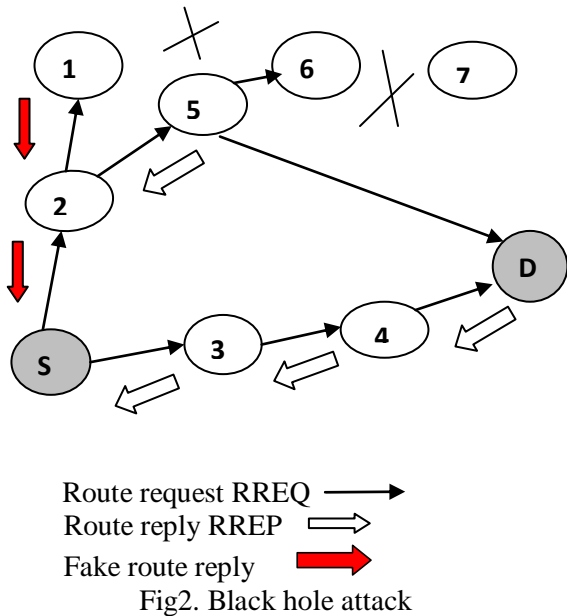 1
6
7
5
2
D
3
4
S
Route request RREQ
Route reply RREP
Fake route reply
Fig2. Black hole attack